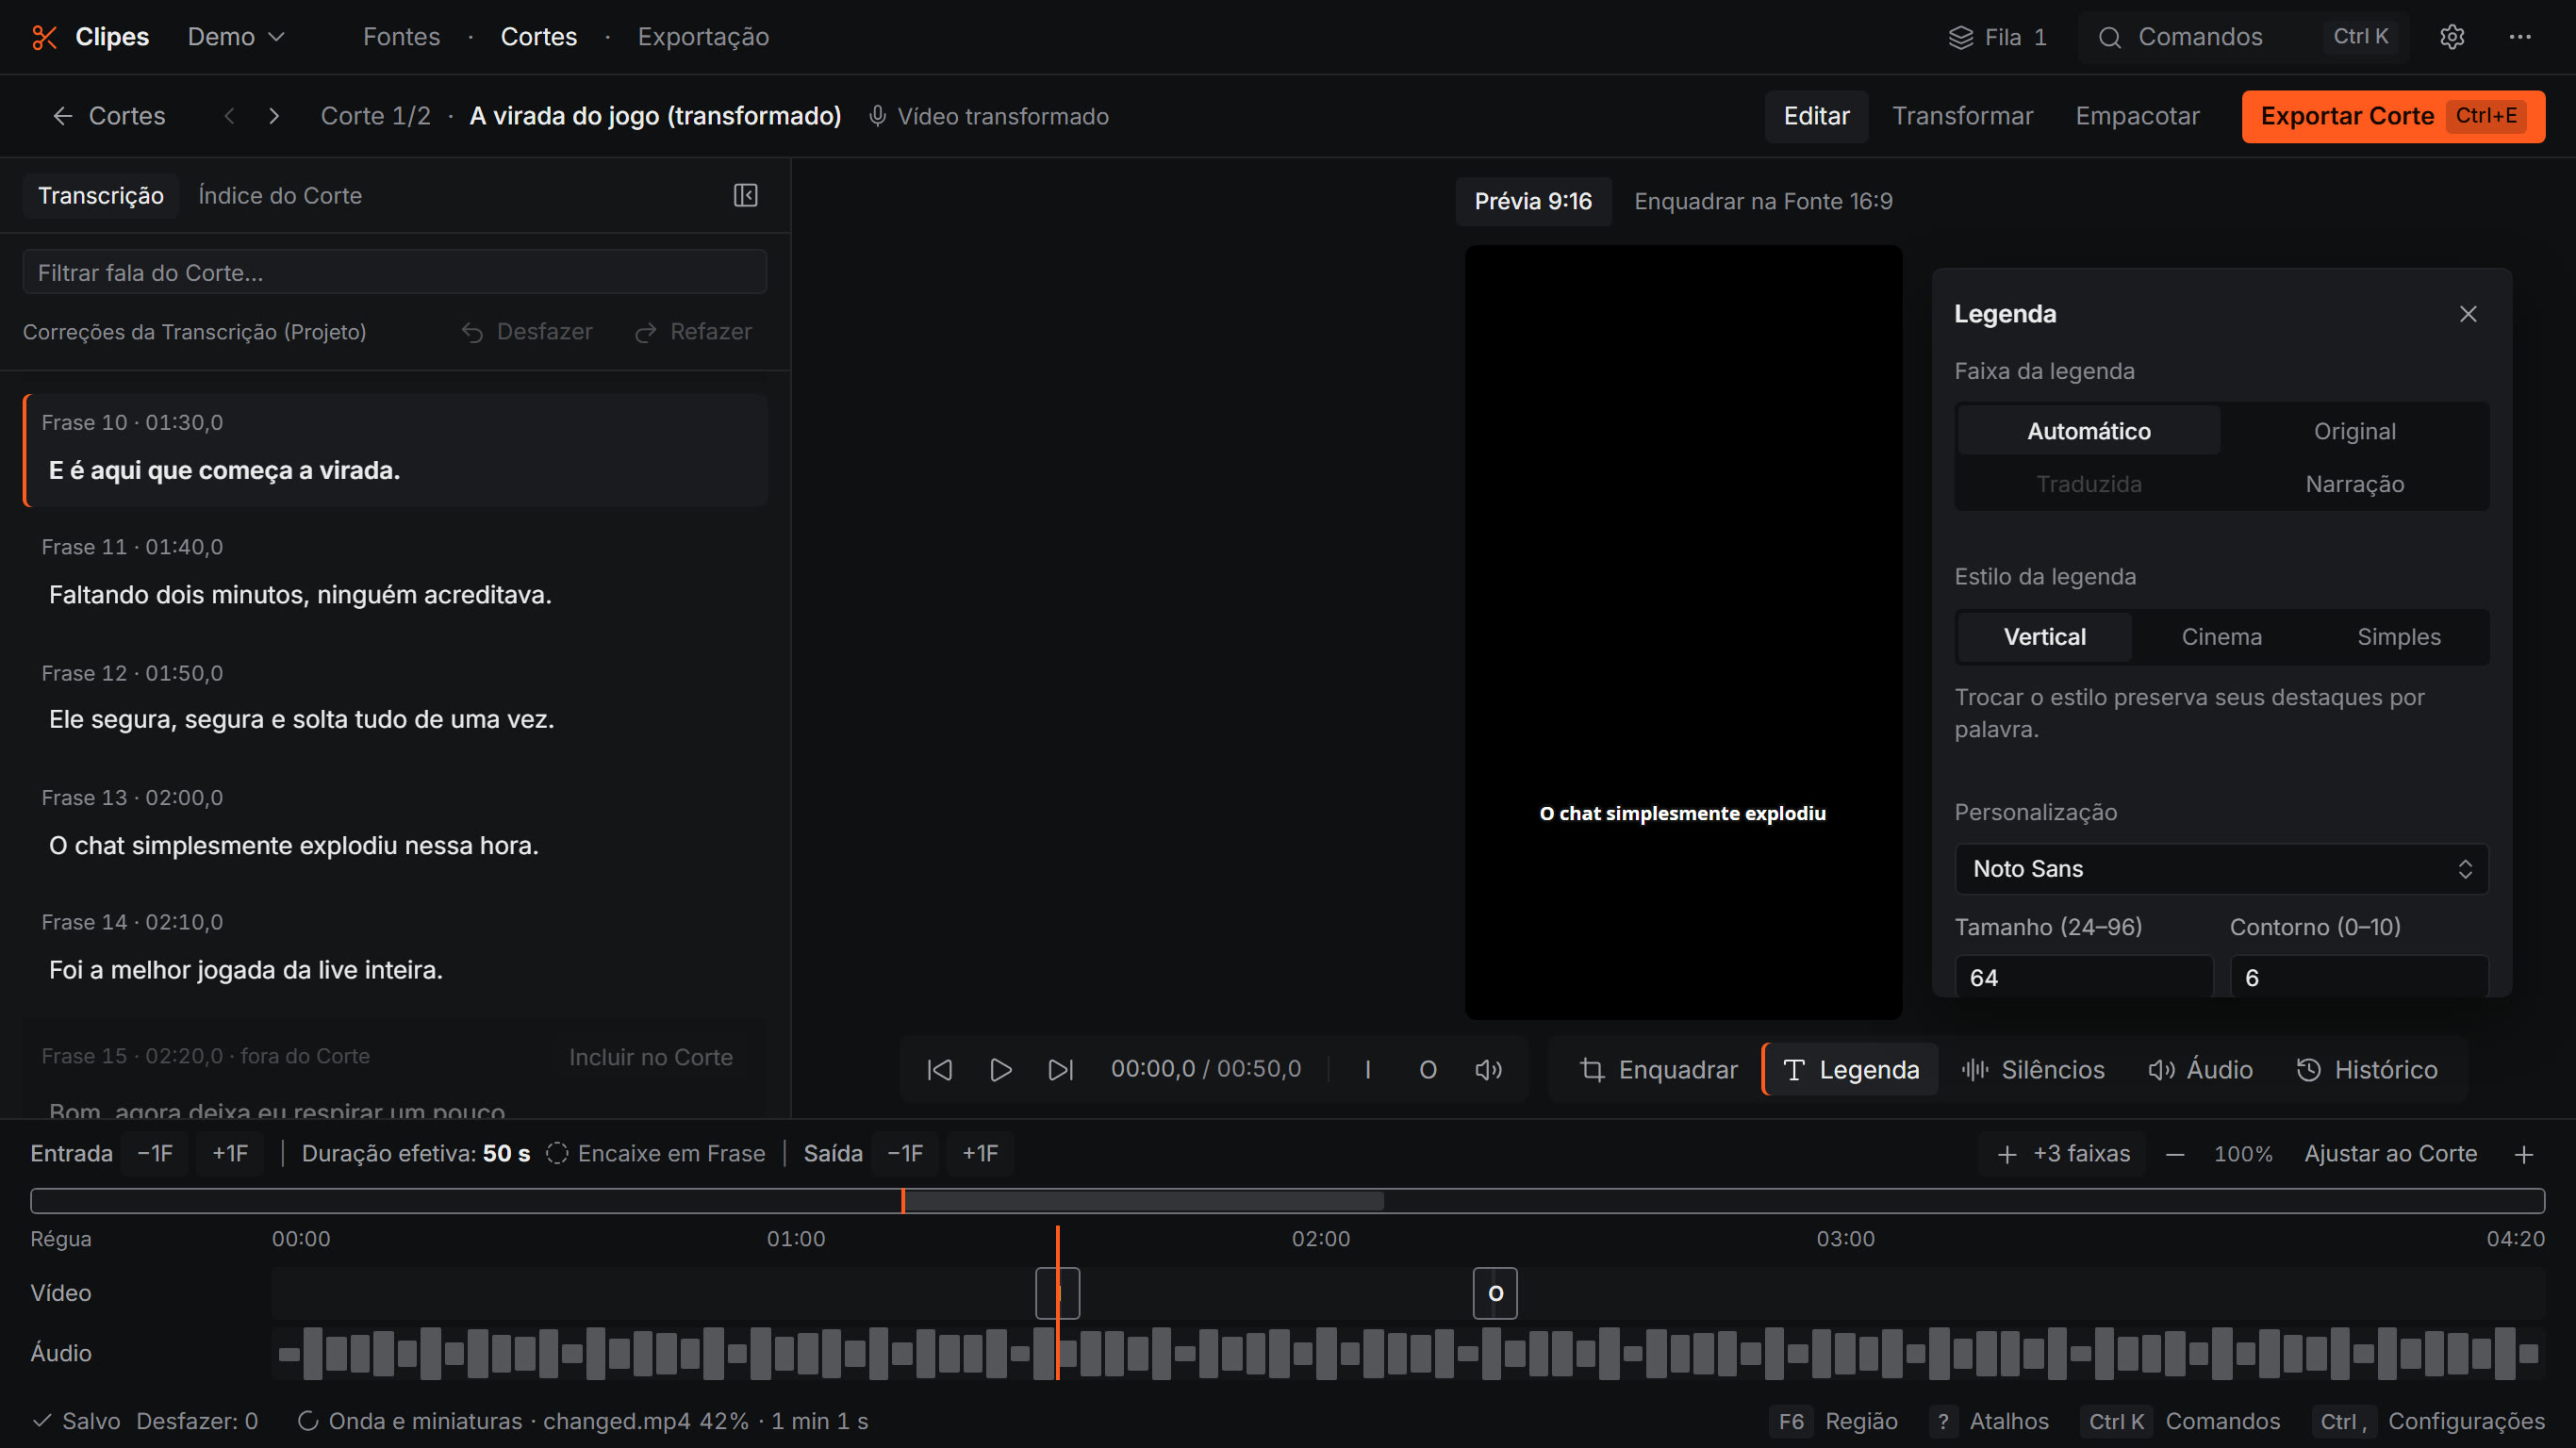 Clipes Demo Fontes · Cortes · Exportação Fila 1 Comandos Ctrl K
Cortes Corte 1/2 · A virada do jogo (transformado) Vídeo transformado Editar Transformar Empacotar Exportar Corte Ctrl+E
Transcrição Índice do Corte
Filtrar fala do Corte...
Correções da Transcrição (Projeto) Desfazer Refazer
Frase 10 · 01:30,0
E é aqui que começa a virada.
Frase 11 · 01:40,0
Faltando dois minutos, ninguém acreditava.
Frase 12 · 01:50,0
Ele segura, segura e solta tudo de uma vez.
Frase 13 · 02:00,0
O chat simplesmente explodiu nessa hora.
Frase 14 · 02:10,0
Foi a melhor jogada da live inteira.
Frase 15 · 02:20,0 · fora do Corte Incluir no Corte
Bom, agora deixa eu respirar um pouco
Prévia 9:16 Enquadrar na Fonte 16:9
O chat simplesmente explodiu
Legenda
Faixa da legenda
Automático Original
Traduzida Narração
Estilo da legenda
Vertical Cinema Simples
Trocar o estilo preserva seus destaques por
palavra.
Personalização
Noto Sans
Tamanho (24–96) Contorno (0–10)
64 6
00:00,0 / 00:50,0 I O Enquadrar Legenda Silêncios Áudio Histórico
Entrada −1F +1F Duração efetiva: 50 s Encaixe em Frase Saída −1F +1F +3 faixas 100% Ajustar ao Corte
Régua 00:00 01:00 02:00 03:00 04:20
Vídeo O
Áudio
Salvo Desfazer: 0 Onda e miniaturas · changed.mp4 42% · 1 min 1 s F6 Região ? Atalhos Ctrl K Comandos Ctrl , Configurações